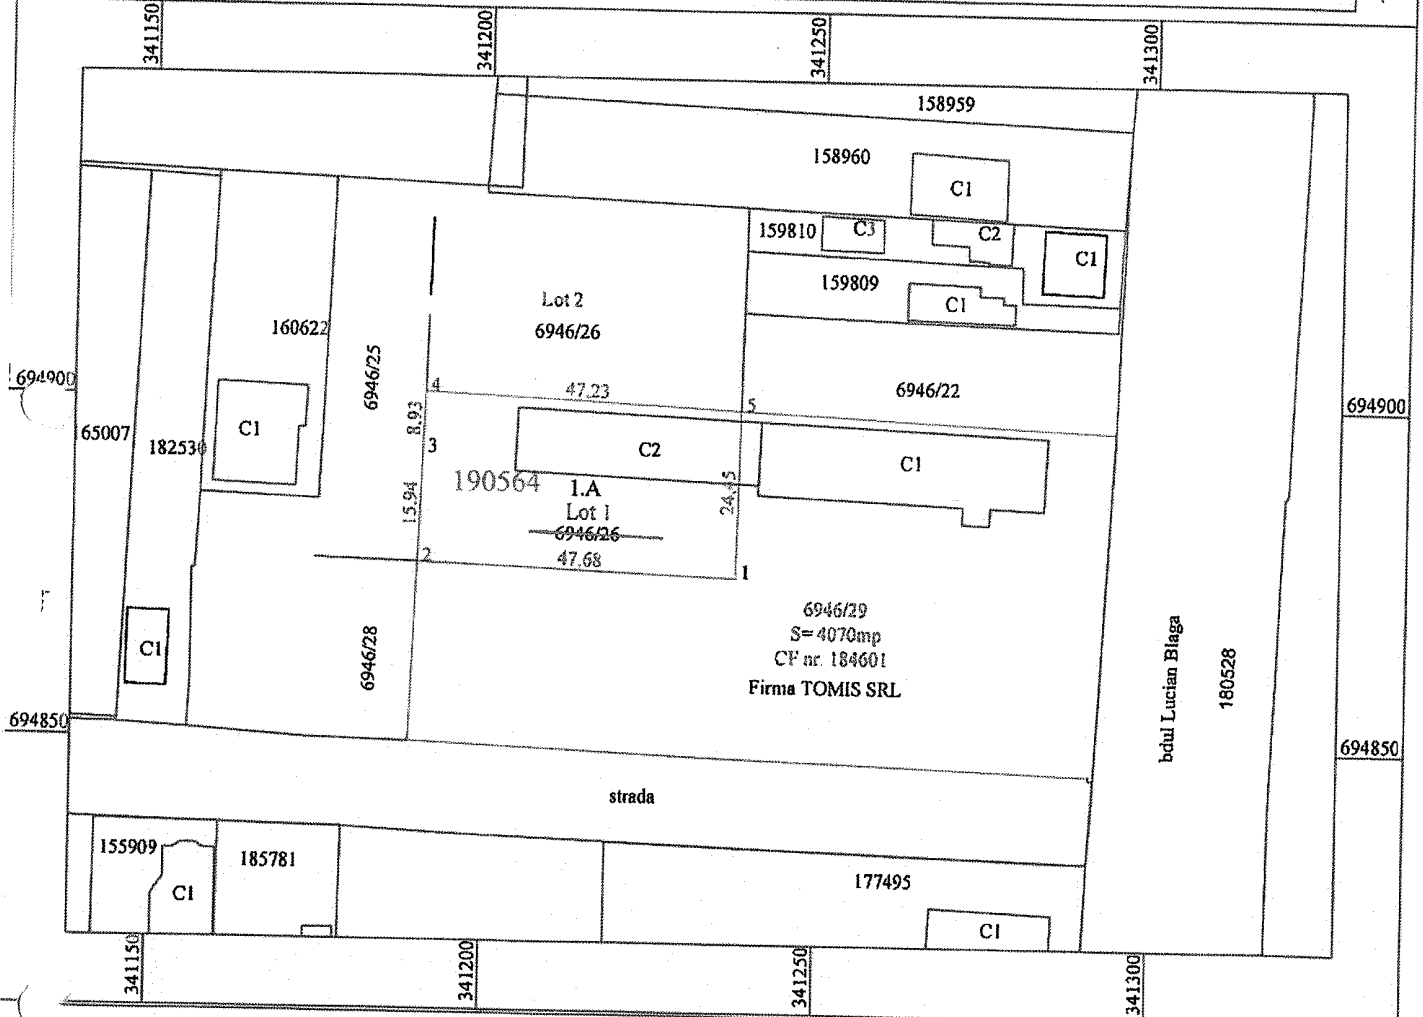 341150
341200
341250
341300
158959
158960
C1
159810
C3
C2
C1
159809
C1
Lot 2
6946/26
160622
6946/25
694900
4
47.23
5
6946/22
694900
65007
182530
C1
8.93
3
C2
C1
190564
1.A
Lot 1
6946/26
15.94
24.45
2
47.68
1
C1
6946/28
6946/29
S= 4070mp
CF nr. 184601
Firma TOMIS SRL
bdul Lucian Blaga
180528
694850
694850
strada
155909
C1
185781
177495
C1
341150
341200
341250
341300